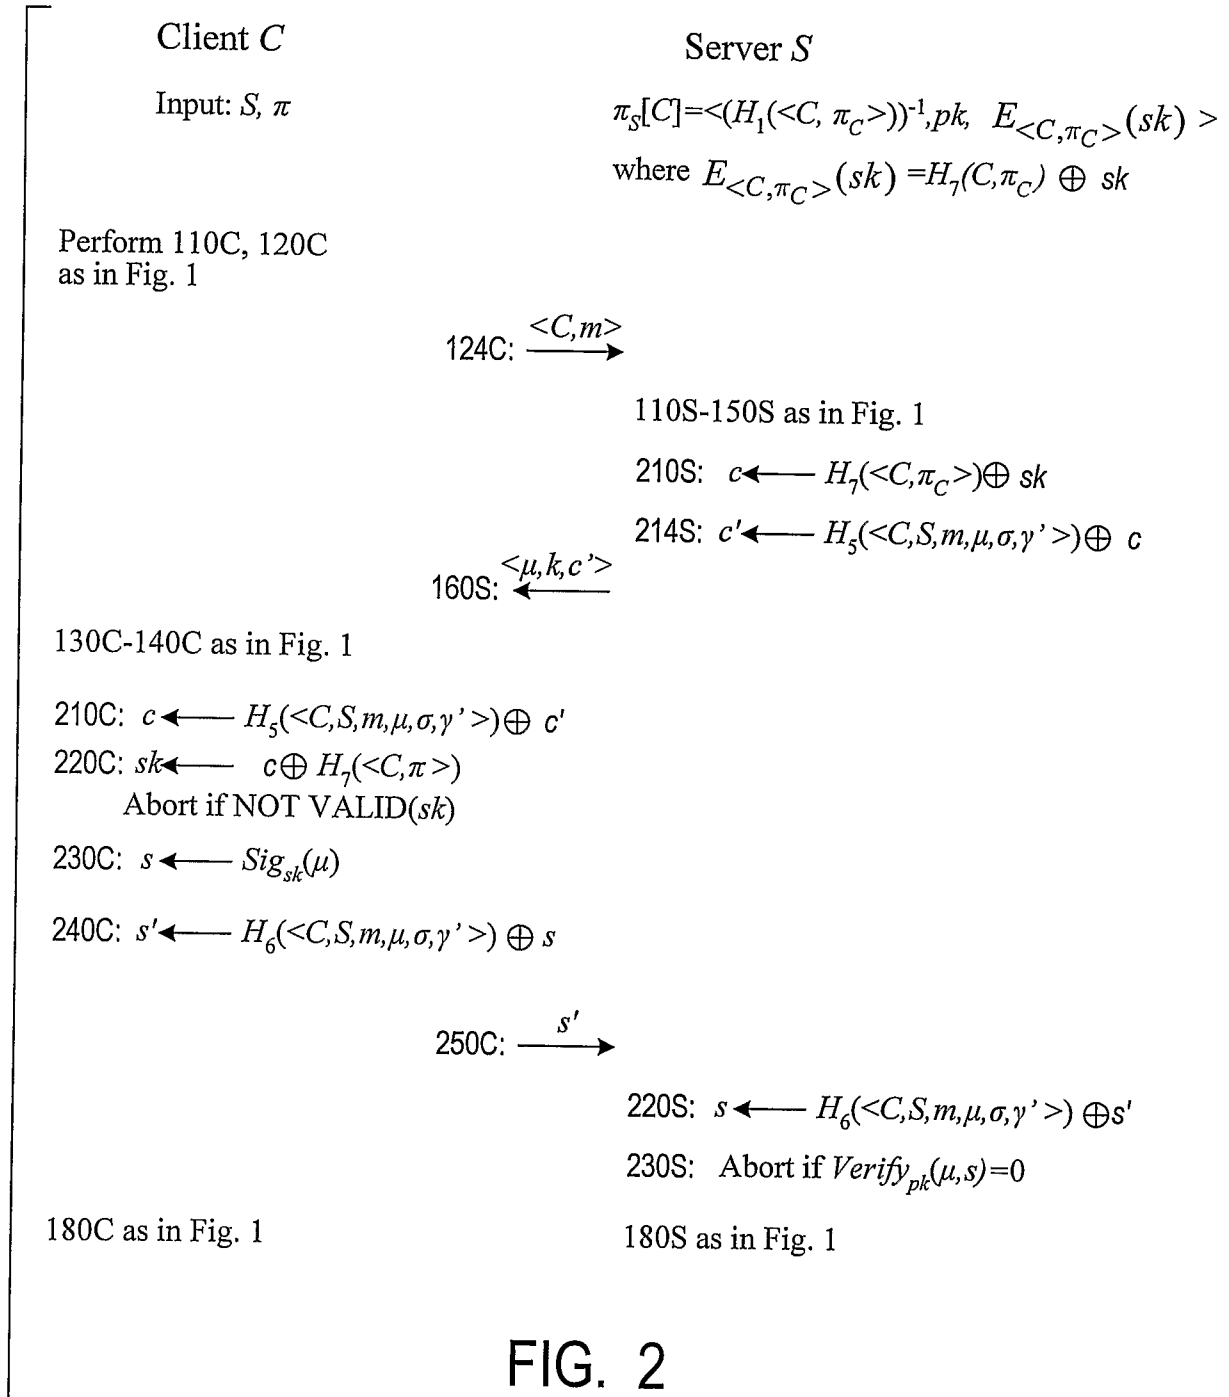 Client C
Server S
Input: S, π
π_S[C]=<(H_1(<C, π_C>))^-1,pk, E_<C,π_C>(sk) >
where E_<C,π_C>(sk) =H_7(C,π_C) ⊕ sk
Perform 110C, 120C
as in Fig. 1
<C,m>
124C: →
110S-150S as in Fig. 1
210S: c ← H_7(<C,π_C>)⊕ sk
214S: c' ← H_5(<C,S,m,μ,σ,γ'>)⊕ c
<μ,k,c'>
160S: ←
130C-140C as in Fig. 1
210C: c ← H_5(<C,S,m,μ,σ,γ'>)⊕ c'
220C: sk ← c⊕ H_7(<C,π>)
Abort if NOT VALID(sk)
230C: s ← Sig_sk(μ)
240C: s' ← H_6(<C,S,m,μ,σ,γ'>) ⊕ s
s'
250C: →
220S: s ← H_6(<C,S,m,μ,σ,γ'>) ⊕s'
230S: Abort if Verify_pk(μ,s)=0
180C as in Fig. 1
180S as in Fig. 1
FIG. 2